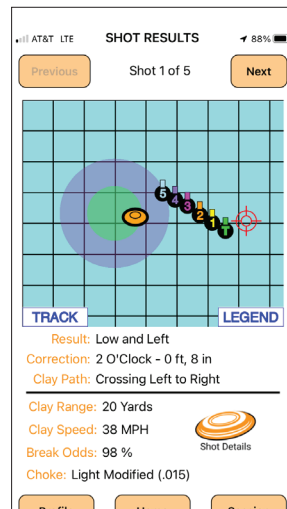 AT&T LTE SHOT RESULTS 88%
Previous Shot 1 of 5 Next
5
4
3
2
1
T
TRACK LEGEND
Result: Low and Left
Correction: 2 O'Clock - 0 ft, 8 in
Clay Path: Crossing Left to Right
Clay Range: 20 Yards
Clay Speed: 38 MPH
Shot Details
Break Odds: 98 %
Choke: Light Modified (.015)